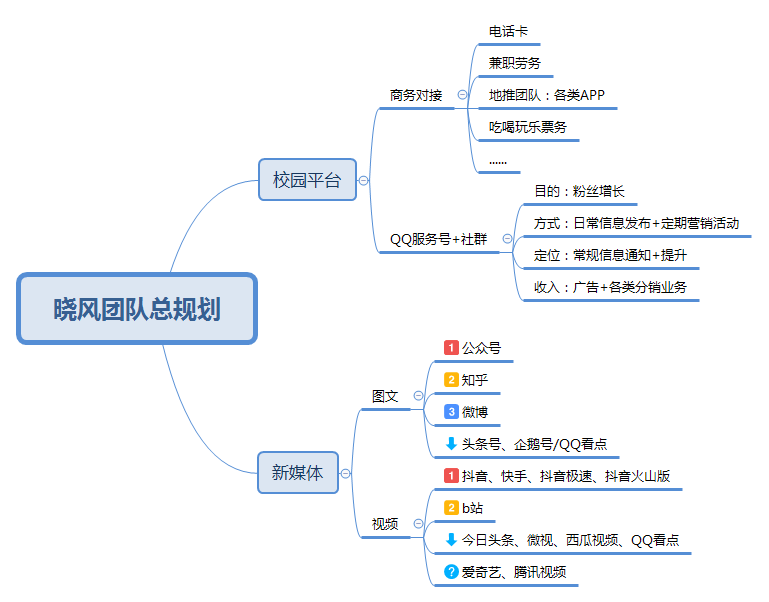 晓风团队总规划
校园平台
商务对接
电话卡
兼职劳务
地推团队：各类APP
吃喝玩乐票务
......
QQ服务号+社群
目的：粉丝增长
方式：日常信息发布+定期营销活动
定位：常规信息通知+提升
收入：广告+各类分销业务
新媒体
图文
1 公众号
2 知乎
3 微博
头条号、企鹅号/QQ看点
视频
1 抖音、快手、抖音极速、抖音火山版
2 b站
今日头条、微视、西瓜视频、QQ看点
? 爱奇艺、腾讯视频